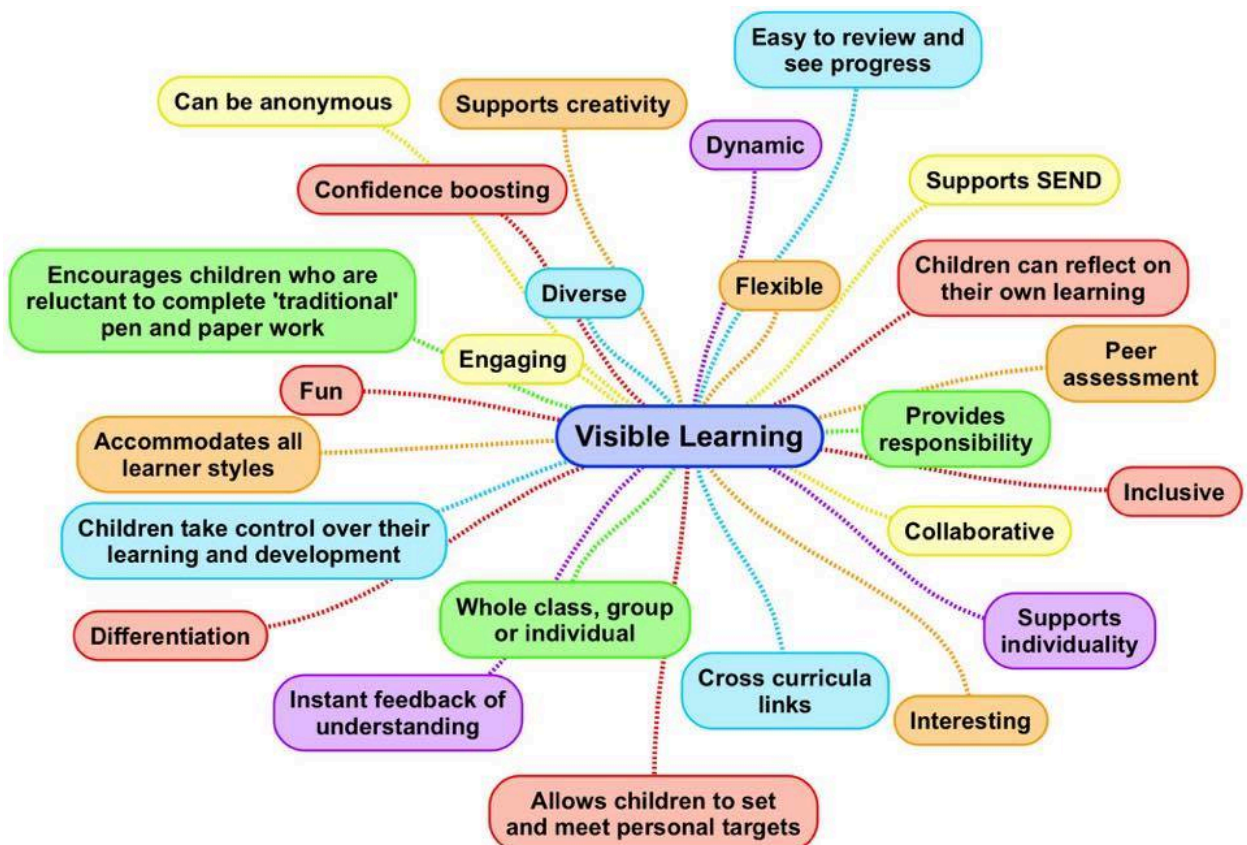 Easy to review and
see progress
Can be anonymous
Supports creativity
Dynamic
Supports SEND
Confidence boosting
Children can reflect on
their own learning
Encourages children who are
reluctant to complete 'traditional'
pen and paper work
Diverse
Flexible
Engaging
Peer
assessment
Fun
Provides
responsibility
Visible Learning
Accommodates all
learner styles
Inclusive
Children take control over their
learning and development
Collaborative
Whole class, group
or individual
Supports
individuality
Differentiation
Cross curricula
links
Instant feedback of
understanding
Interesting
Allows children to set
and meet personal targets